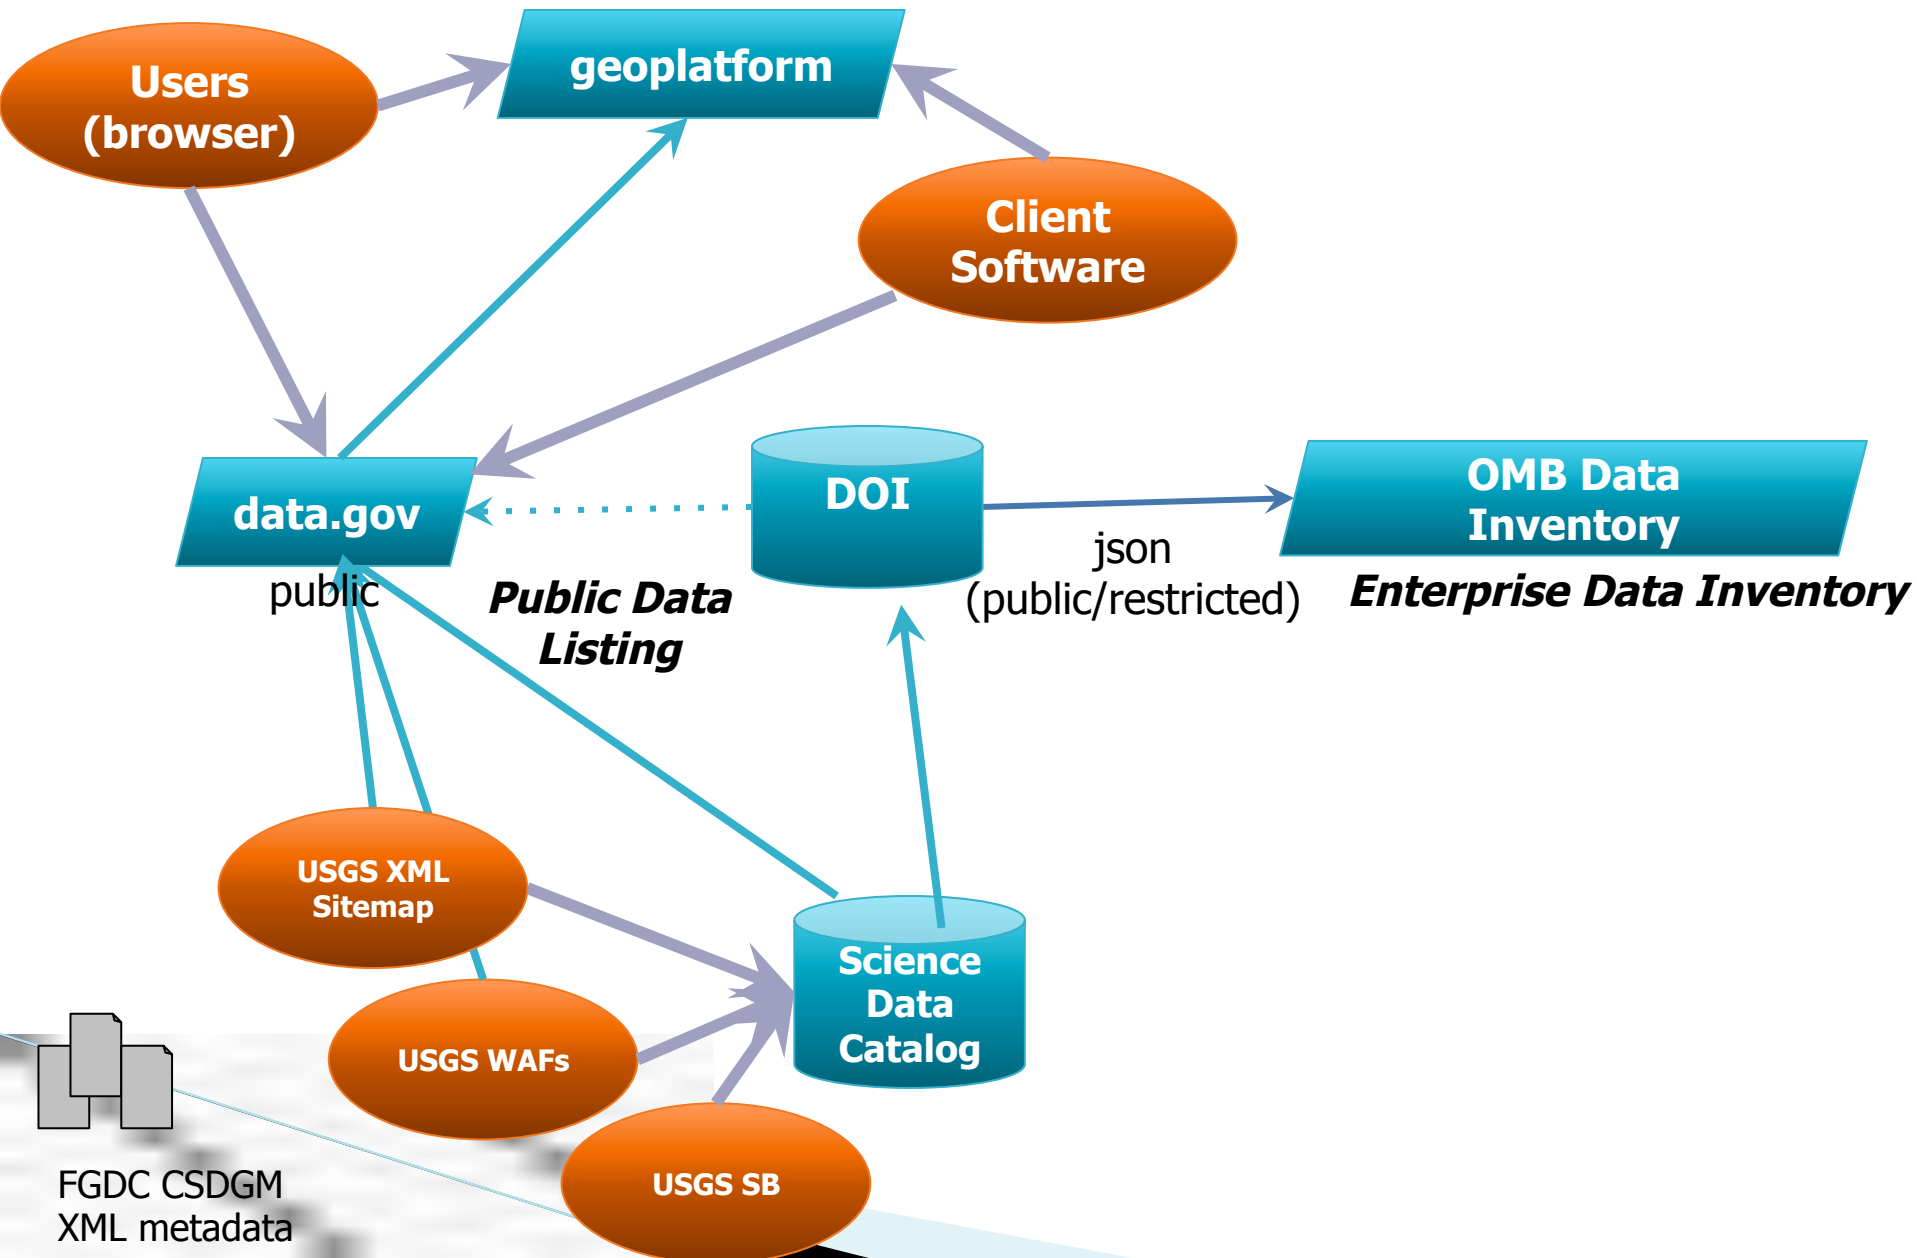 geoplatform
Users
(browser)
Client
Software
data.gov
DOI
OMB Data
Inventory
json
(public/restricted)
Enterprise Data Inventory
public
Public Data
Listing
USGS XML
Sitemap
Science
Data
Catalog
USGS WAFs
USGS SB
FGDC CSDGM
XML metadata